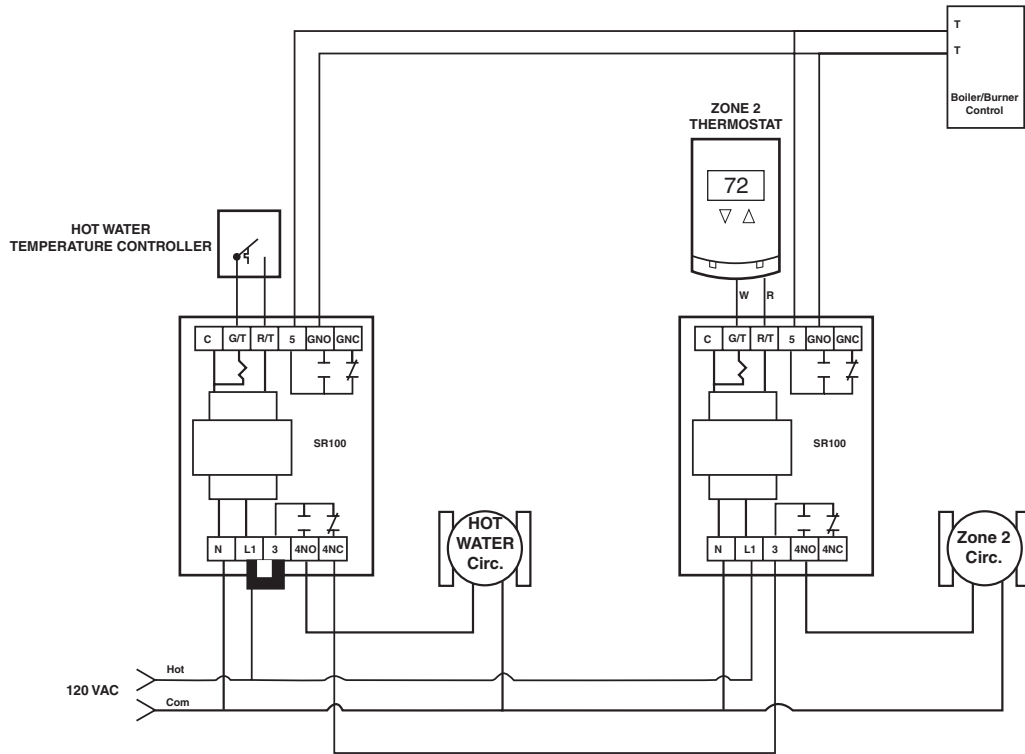 T
T
Boiler/Burner
Control
ZONE 2
THERMOSTAT
72
HOT WATER
TEMPERATURE CONTROLLER
W R
C G/T R/T 5 GNO GNC
C G/T R/T 5 GNO GNC
SR100
SR100
N L1 3 4NO 4NC
N L1 3 4NO 4NC
HOT
WATER
Circ.
Zone 2
Circ.
Hot
120 VAC
Com